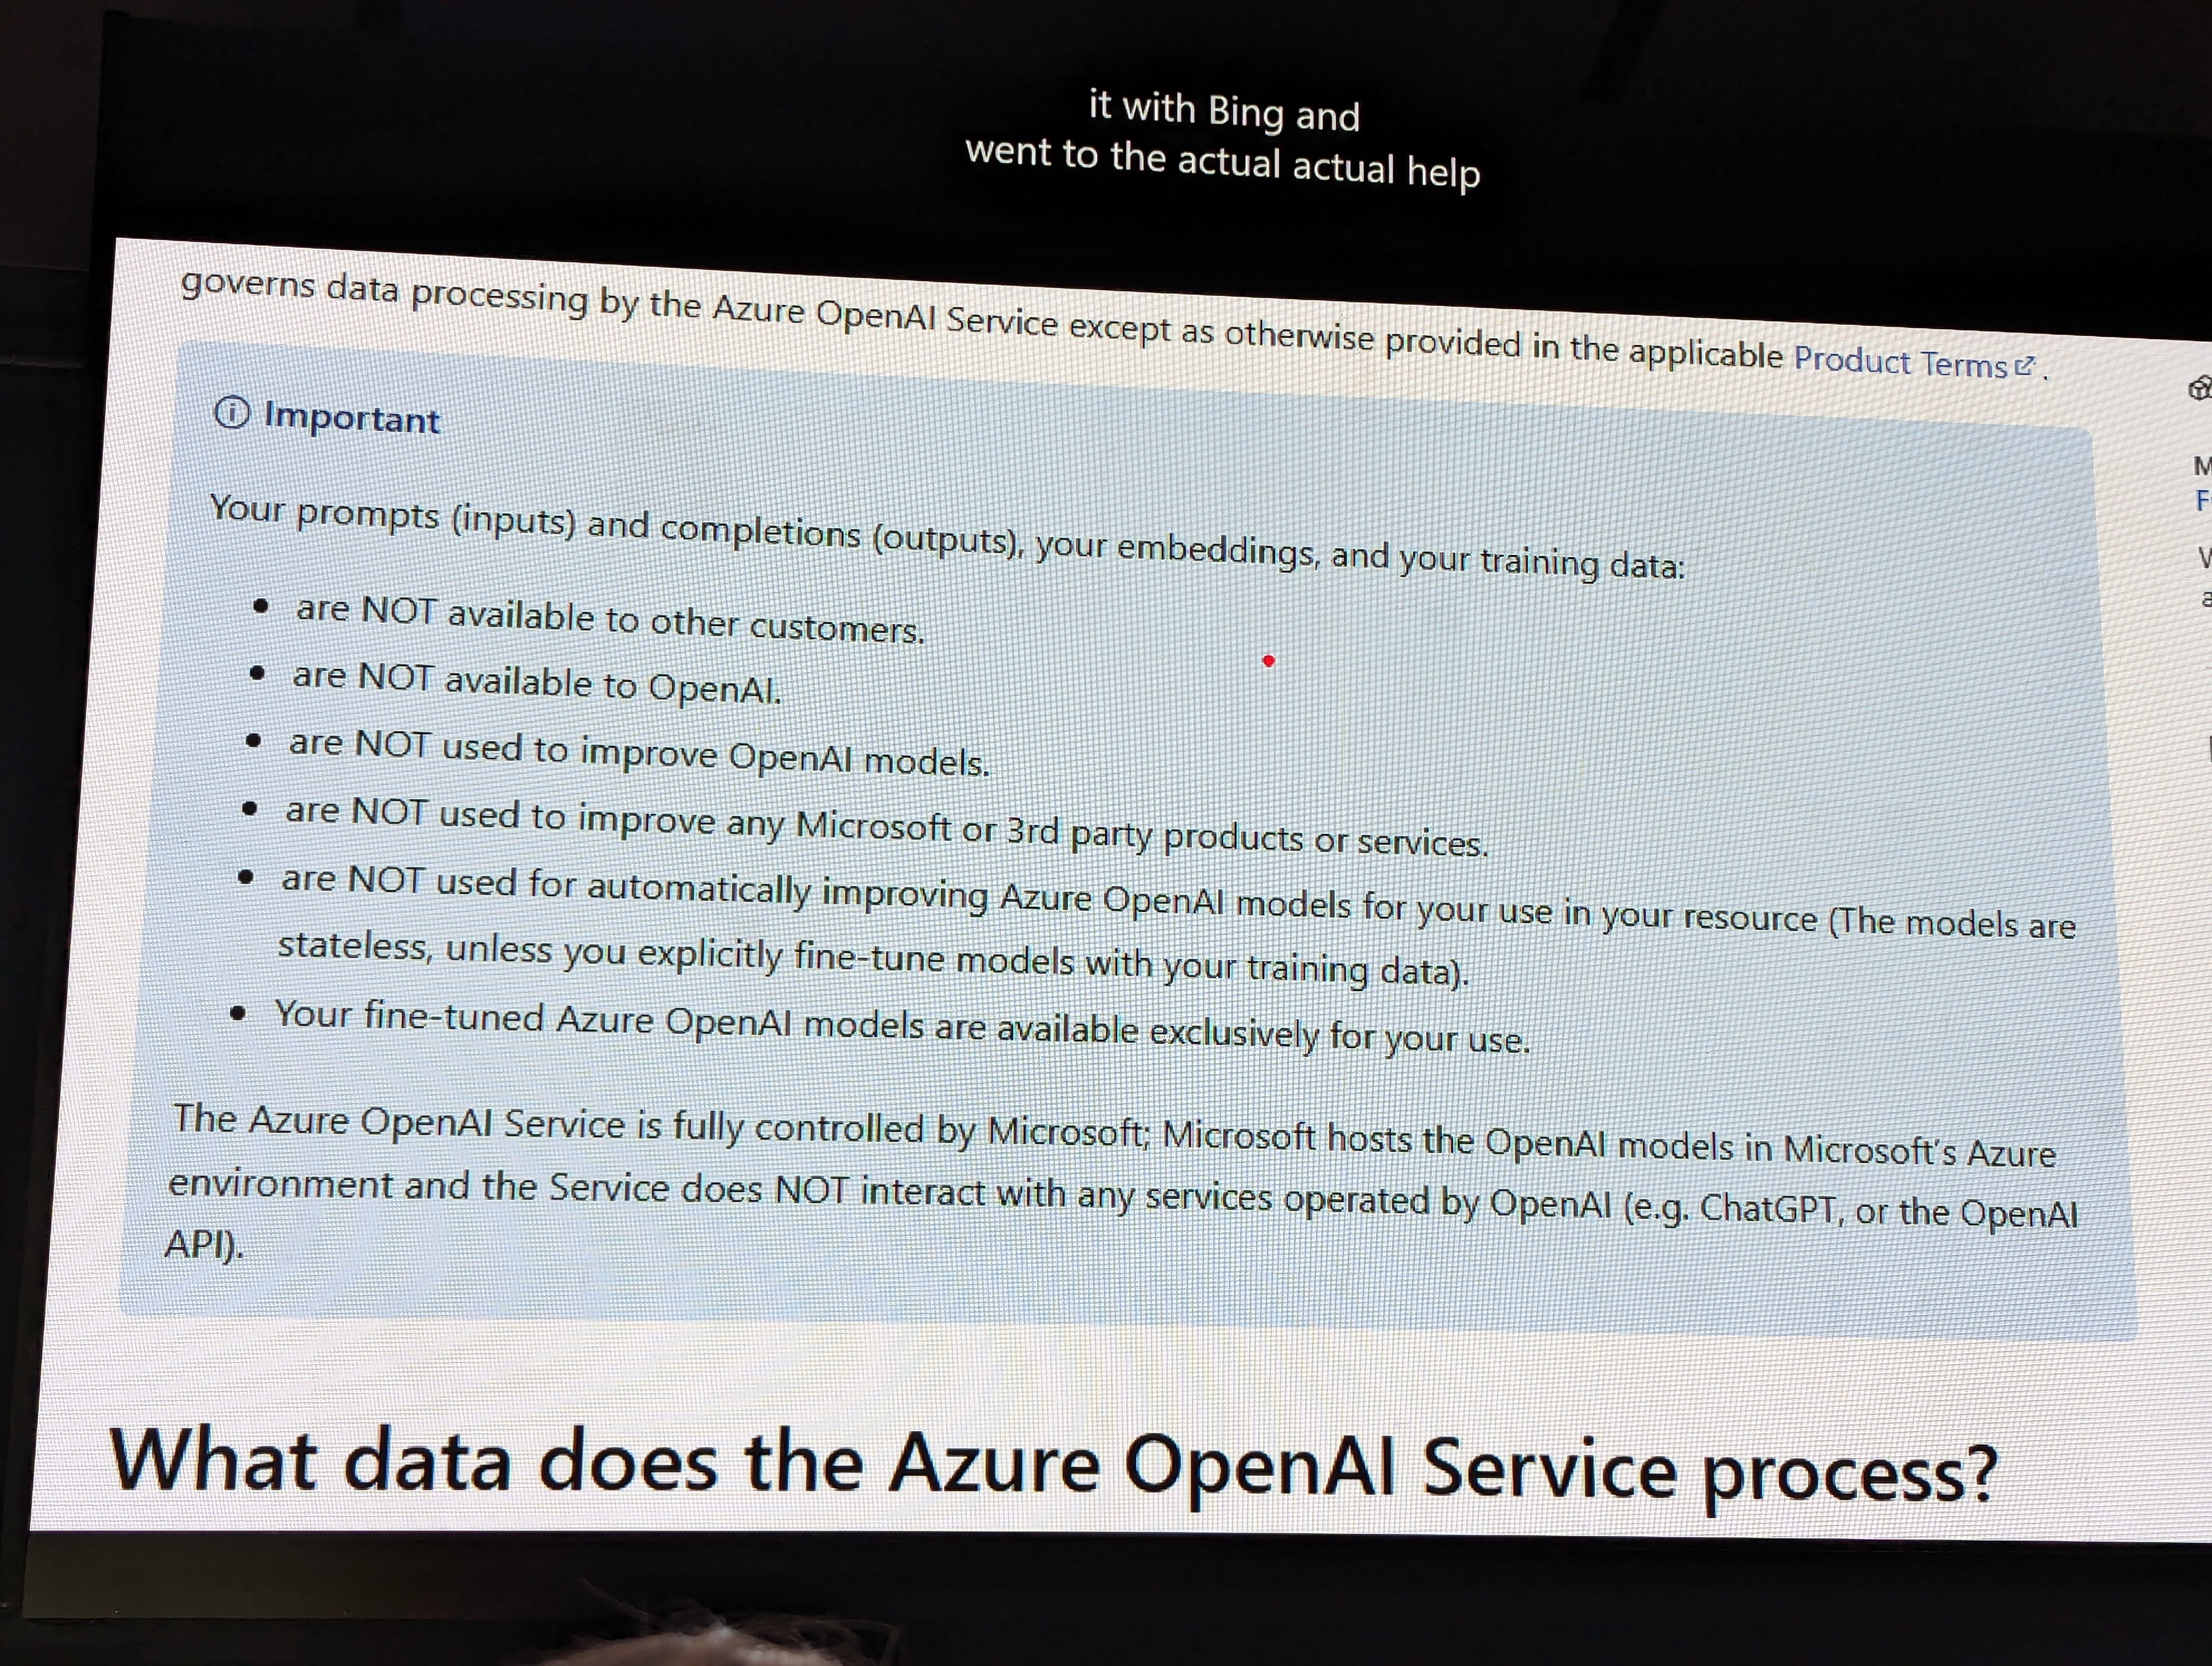 it with Bing and
went to the actual actual help
governs data processing by the Azure OpenAI Service except as otherwise provided in the applicable Product Terms.
Important
Your prompts (inputs) and completions (outputs), your embeddings, and your training data:
• are NOT available to other customers.
• are NOT available to OpenAI.
• are NOT used to improve OpenAI models.
• are NOT used to improve any Microsoft or 3rd party products or services.
• are NOT used for automatically improving Azure OpenAI models for your use in your resource (The models are
stateless, unless you explicitly fine-tune models with your training data).
• Your fine-tuned Azure OpenAI models are available exclusively for your use.
The Azure OpenAI Service is fully controlled by Microsoft; Microsoft hosts the OpenAI models in Microsoft's Azure
environment and the Service does NOT interact with any services operated by OpenAI (e.g. ChatGPT, or the OpenAI
API).
What data does the Azure OpenAI Service process?